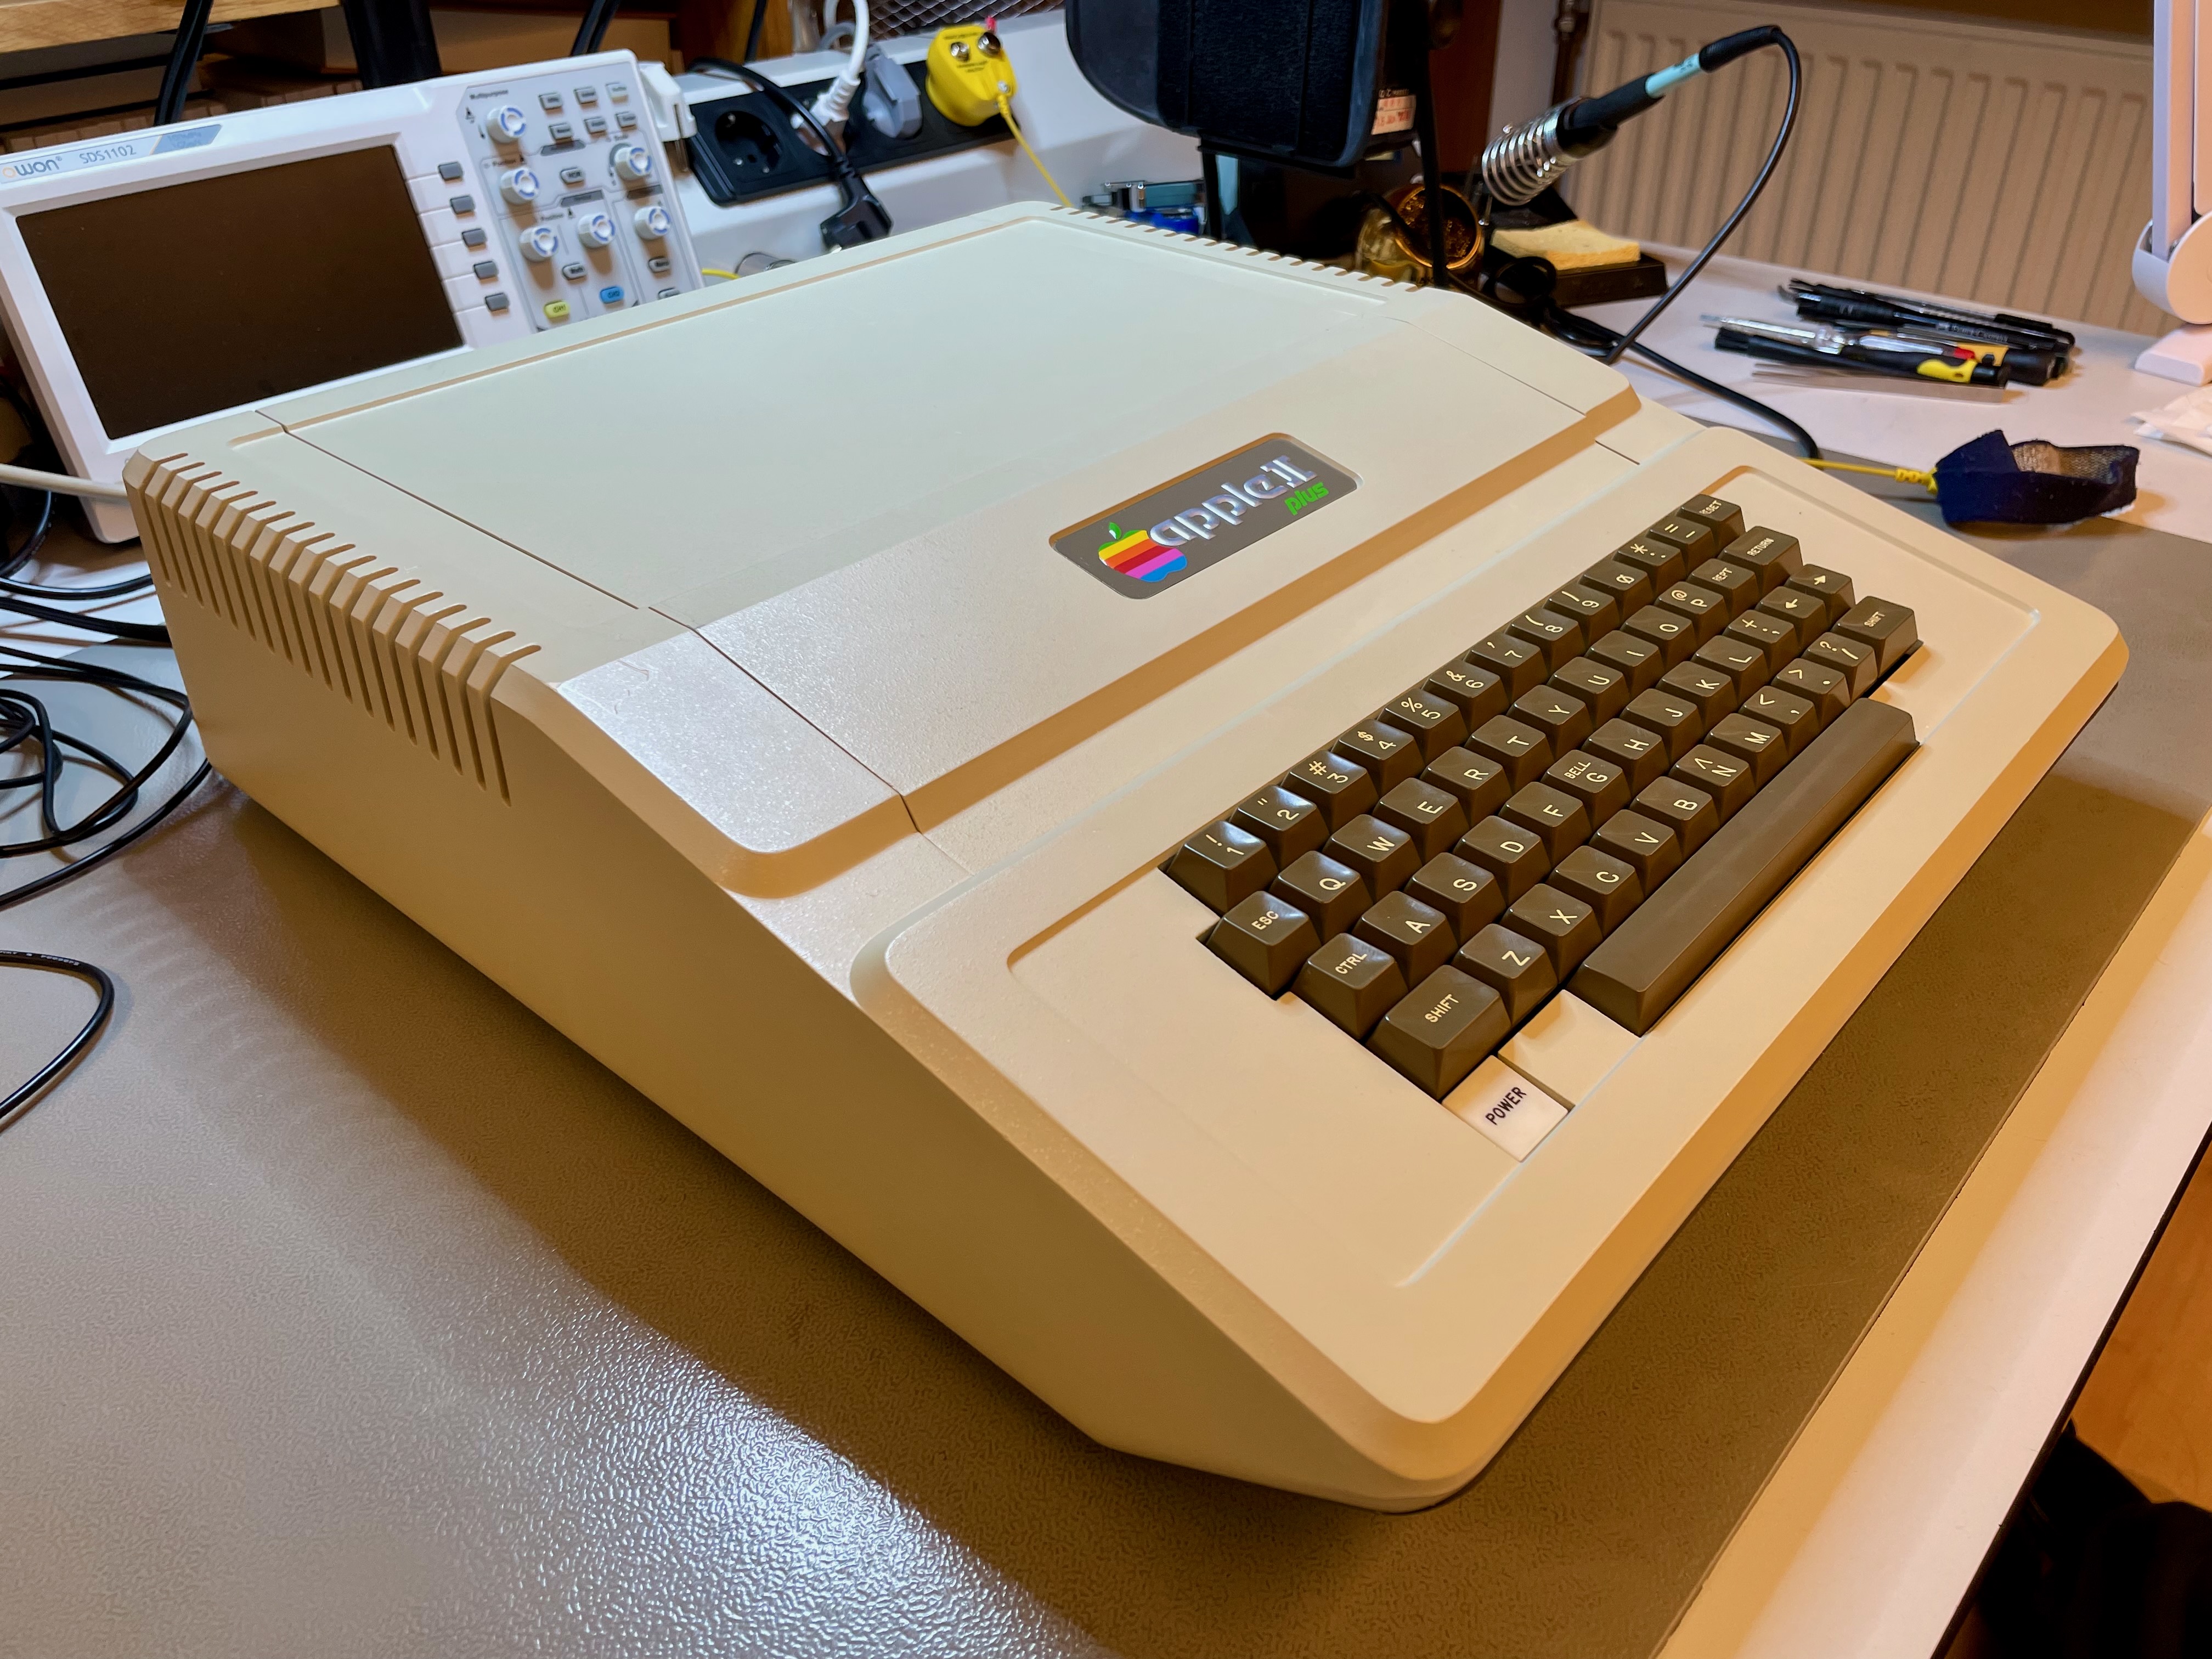 owon SDS1102
Multipurpose
apple ][
plus
! 1 " 2 # 3 $ 4 % 5 & 6 ' 7 ( 8 ) 9 0 * : = - RESET
ESC Q W E R T Y U I O @ P REPT RETURN
CTRL A S D F BELL G H J K L + ; ← →
SHIFT Z X C V B ^ N M < , > . ? / SHIFT
POWER